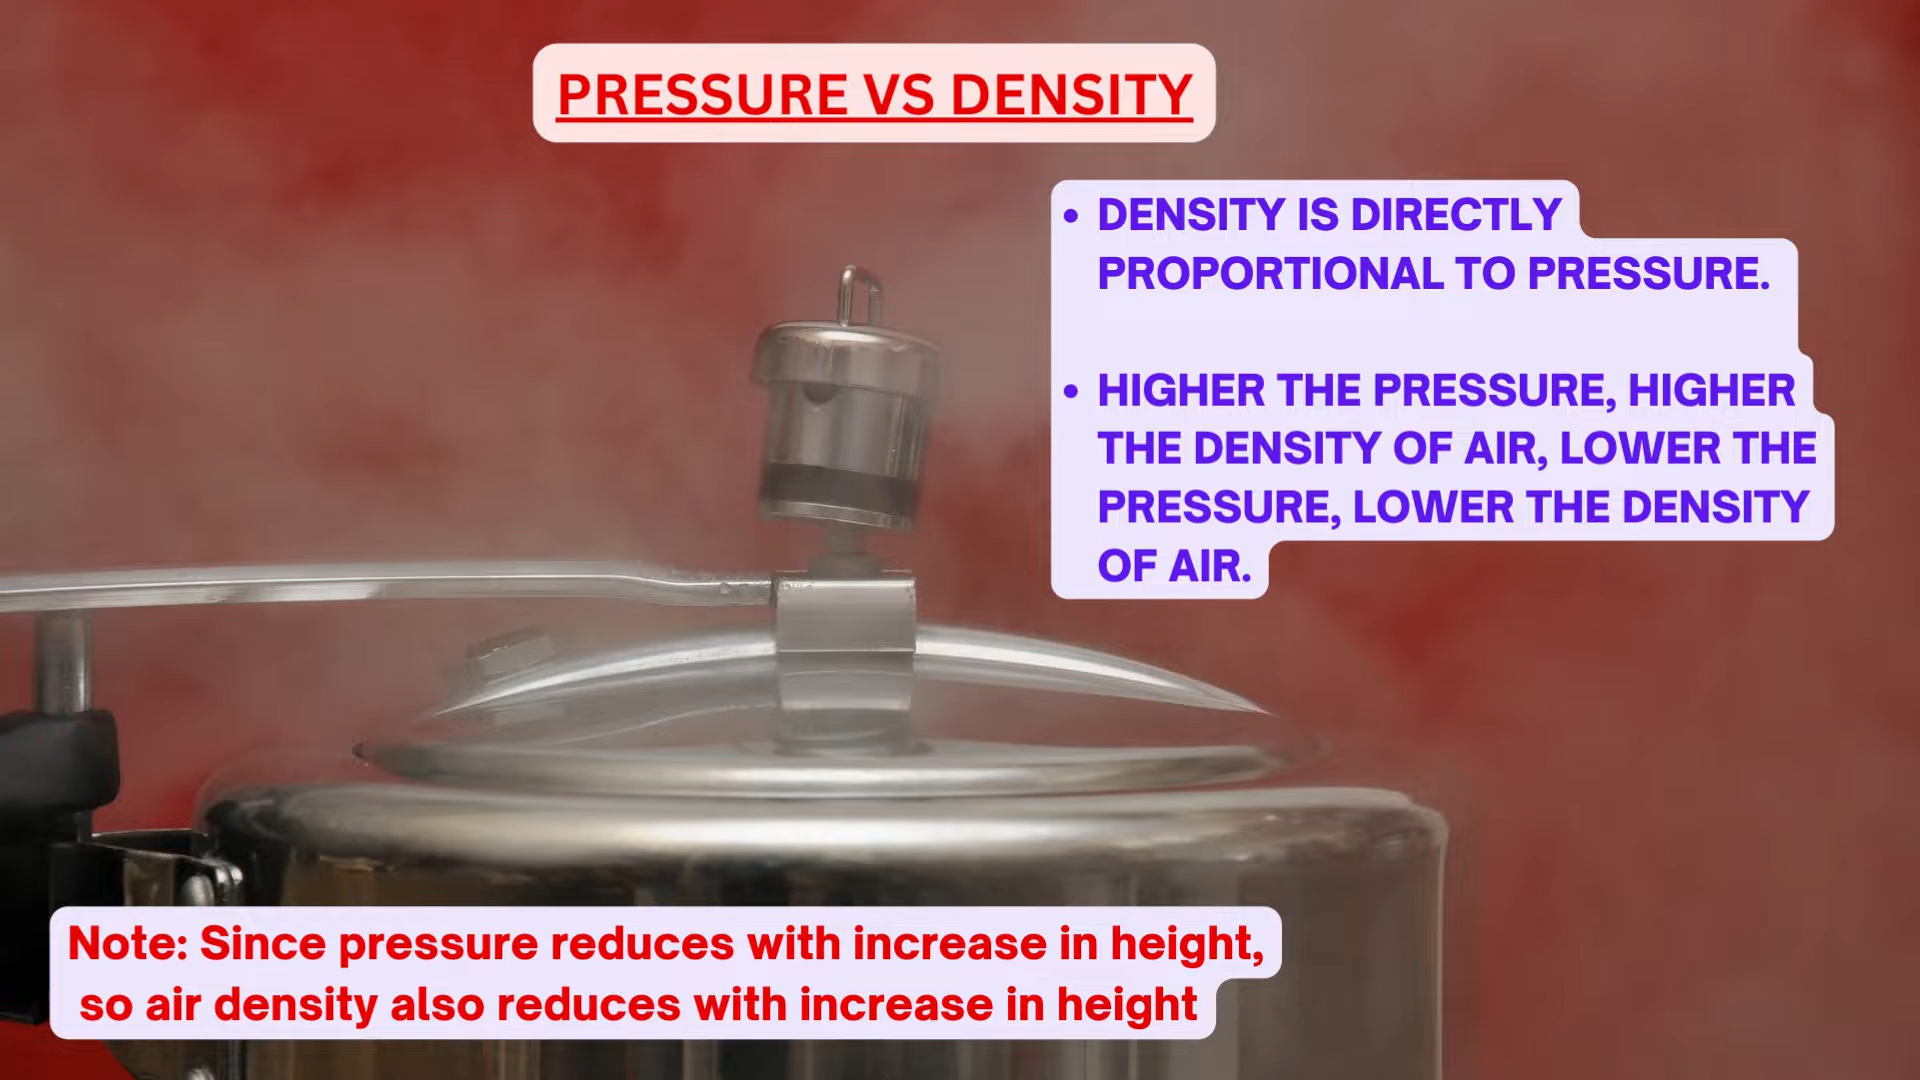 PRESSURE VS DENSITY
• DENSITY IS DIRECTLY
PROPORTIONAL TO PRESSURE.
• HIGHER THE PRESSURE, HIGHER
THE DENSITY OF AIR, LOWER THE
PRESSURE, LOWER THE DENSITY
OF AIR.
Note: Since pressure reduces with increase in height,
so air density also reduces with increase in height